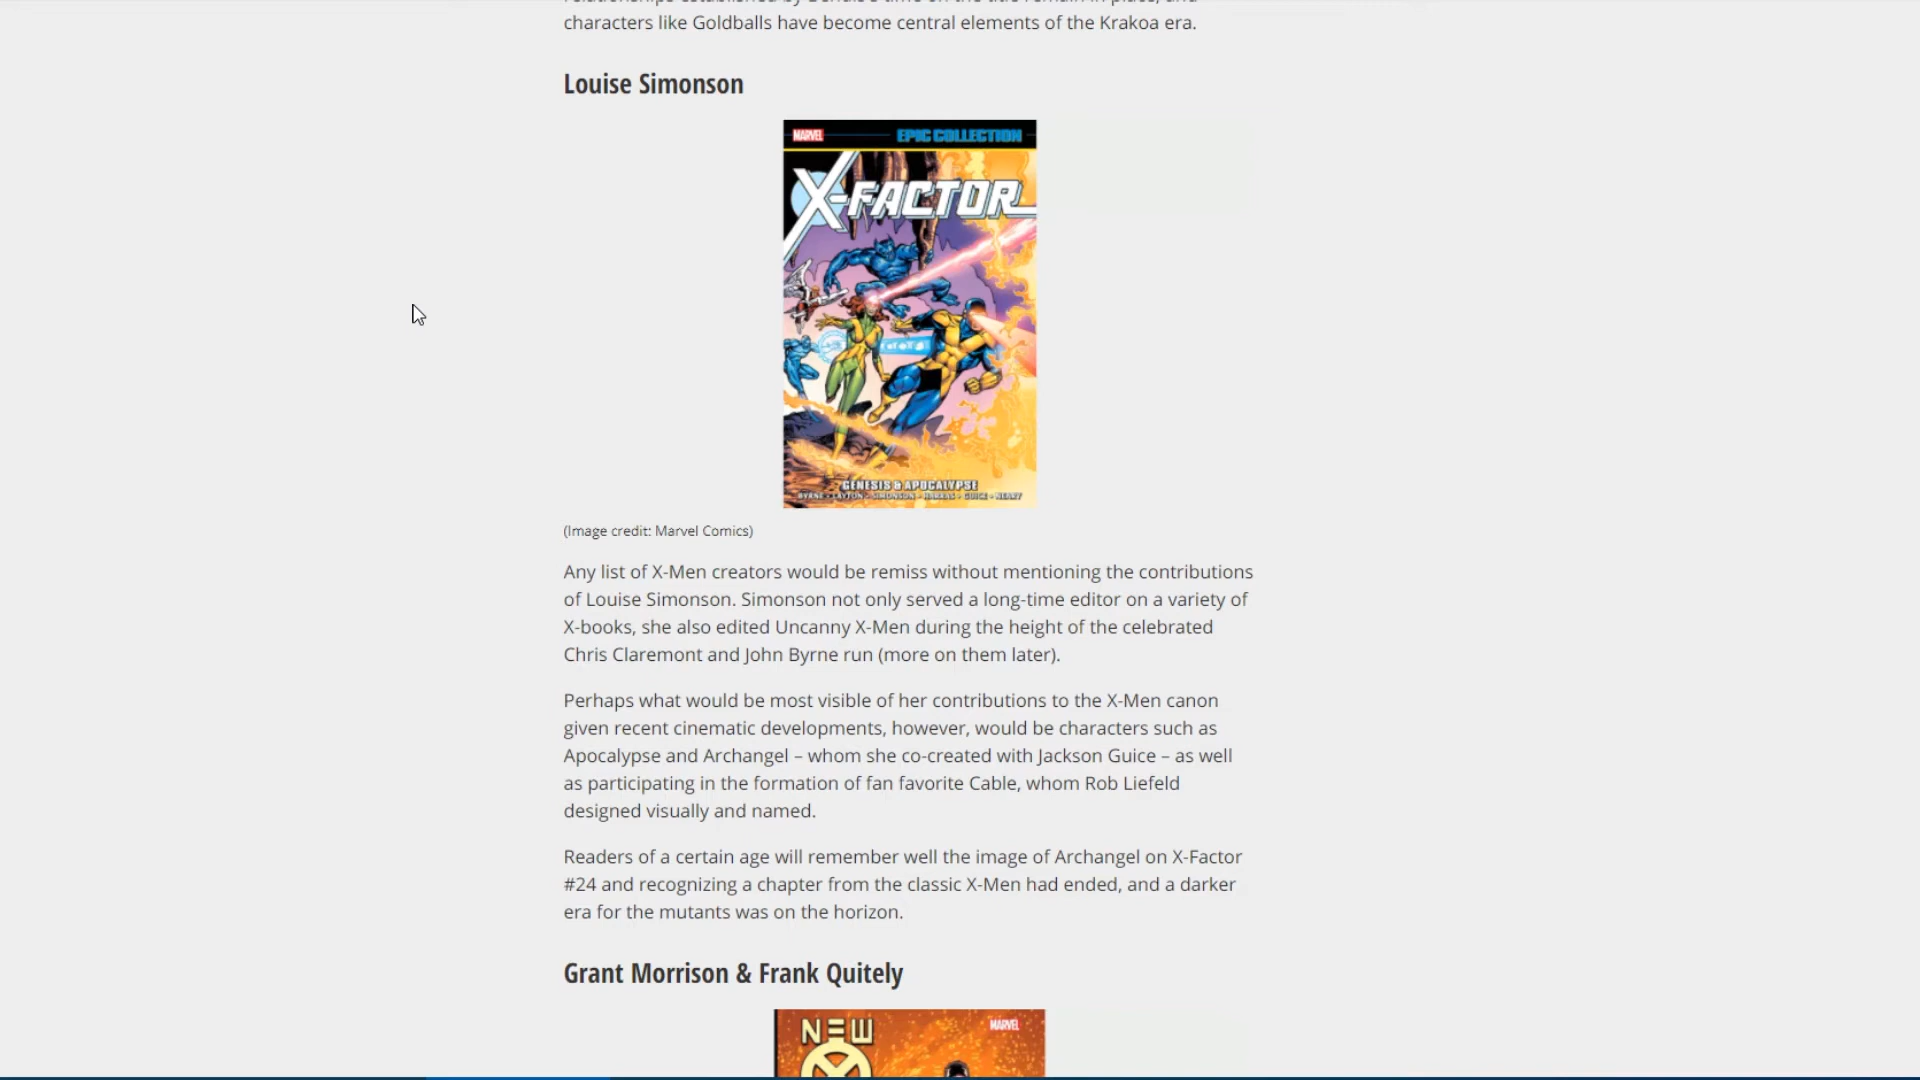 characters like Goldballs have become central elements of the Krakoa era.
Louise Simonson
MARVEL
EPIC COLLECTION
X-FACTOR
GENESIS & APOCALYPSE
BYRNE • LAYTON • SIMONSON • HARRAS • GUICE • NEARY
(Image credit: Marvel Comics)
Any list of X-Men creators would be remiss without mentioning the contributions
of Louise Simonson. Simonson not only served a long-time editor on a variety of
X-books, she also edited Uncanny X-Men during the height of the celebrated
Chris Claremont and John Byrne run (more on them later).
Perhaps what would be most visible of her contributions to the X-Men canon
given recent cinematic developments, however, would be characters such as
Apocalypse and Archangel – whom she co-created with Jackson Guice – as well
as participating in the formation of fan favorite Cable, whom Rob Liefeld
designed visually and named.
Readers of a certain age will remember well the image of Archangel on X-Factor
#24 and recognizing a chapter from the classic X-Men had ended, and a darker
era for the mutants was on the horizon.
Grant Morrison & Frank Quitely
NEW
MARVEL
X